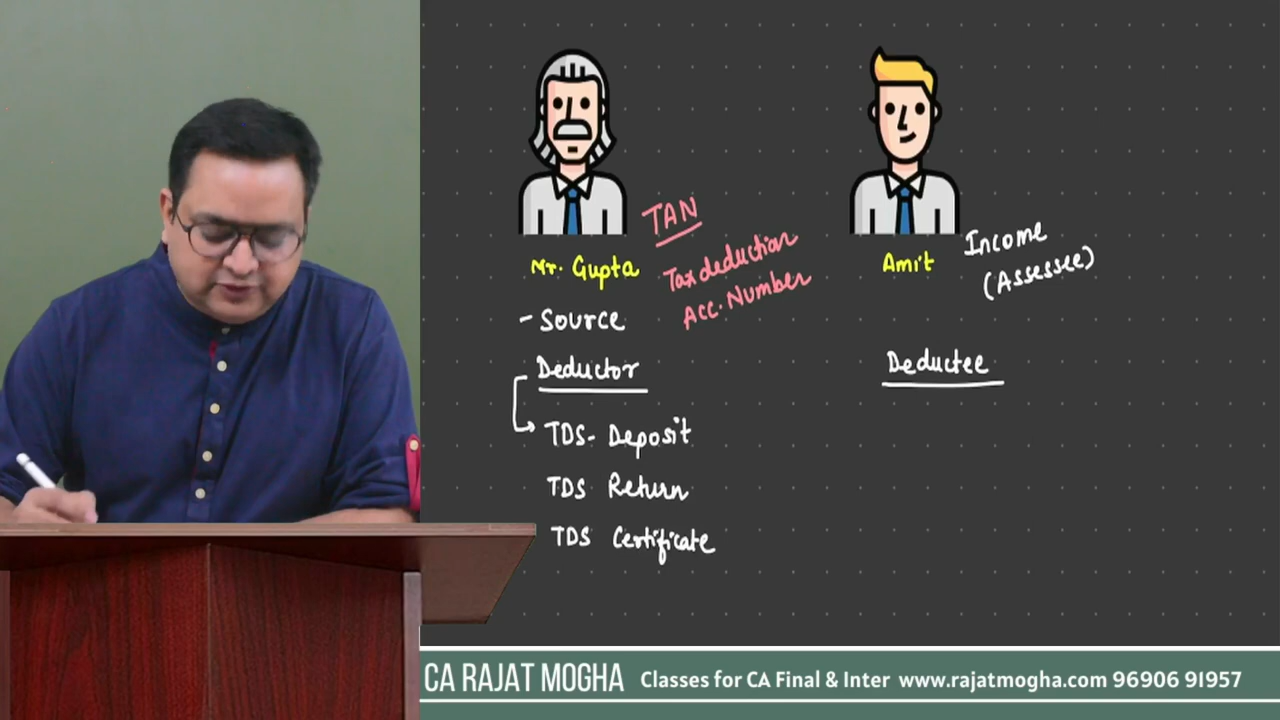 TAN
Tax deduction
Acc. Number
Mr. Gupta
- Source
Deductor
TDS- Deposit
TDS Return
TDS Certificate
Amit
Income
(Assessee)
Deductee
CA RAJAT MOGHA Classes for CA Final & Inter www.rajatmogha.com 96906 91957